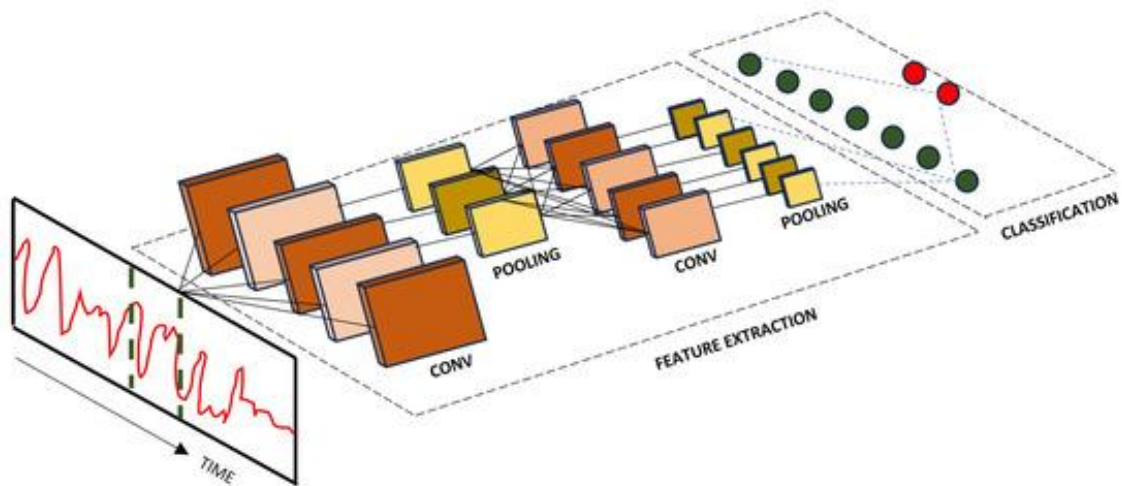 TIME
CONV
POOLING
CONV
POOLING
FEATURE EXTRACTION
CLASSIFICATION